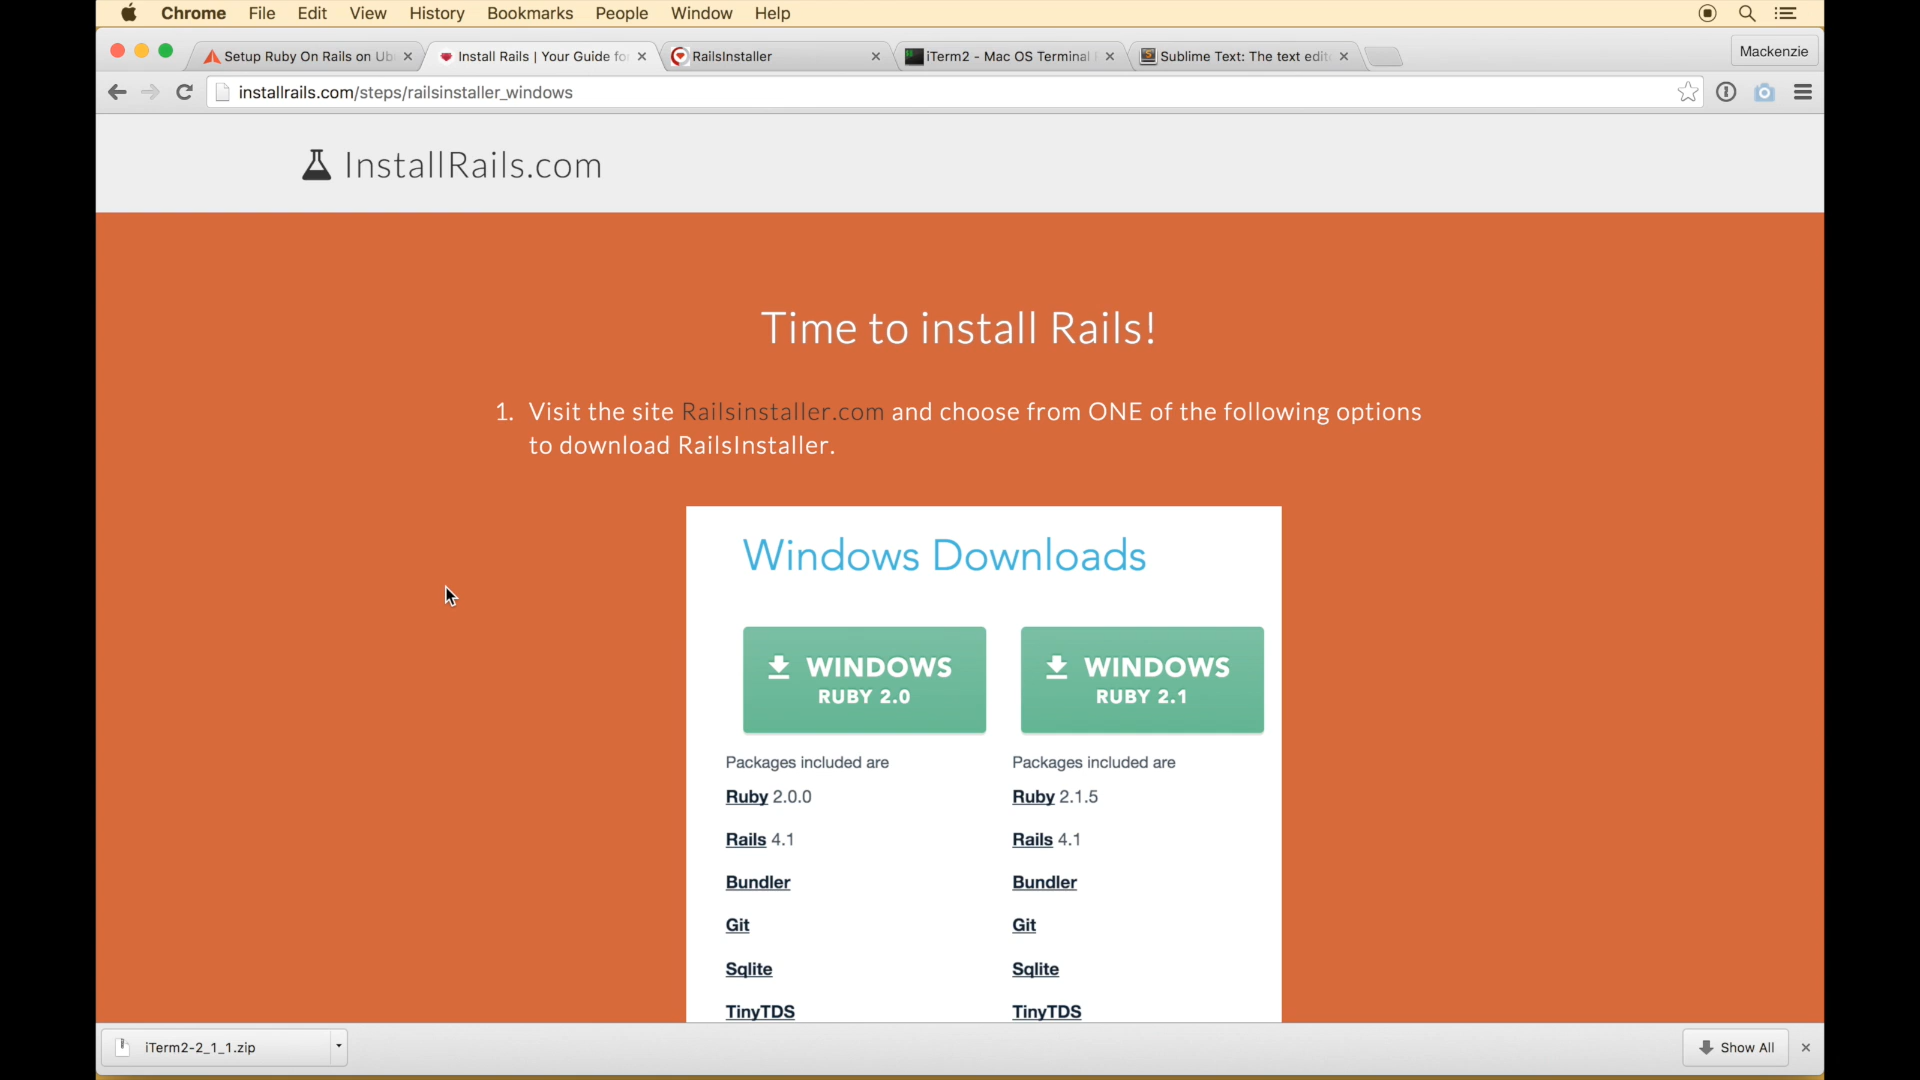 Chrome File Edit View History Bookmarks People Window Help
Setup Ruby On Rails on Ub
Install Rails | Your Guide fo
RailsInstaller
iTerm2 - Mac OS Terminal
Sublime Text: The text edit
Mackenzie
installrails.com/steps/railsinstaller_windows
InstallRails.com
Time to install Rails!
1. Visit the site Railsinstaller.com and choose from ONE of the following options
to download RailsInstaller.
Windows Downloads
WINDOWS
RUBY 2.0
WINDOWS
RUBY 2.1
Packages included are
Ruby 2.0.0
Rails 4.1
Bundler
Git
Sqlite
TinyTDS
Packages included are
Ruby 2.1.5
Rails 4.1
Bundler
Git
Sqlite
TinyTDS
iTerm2-2_1_1.zip
Show All